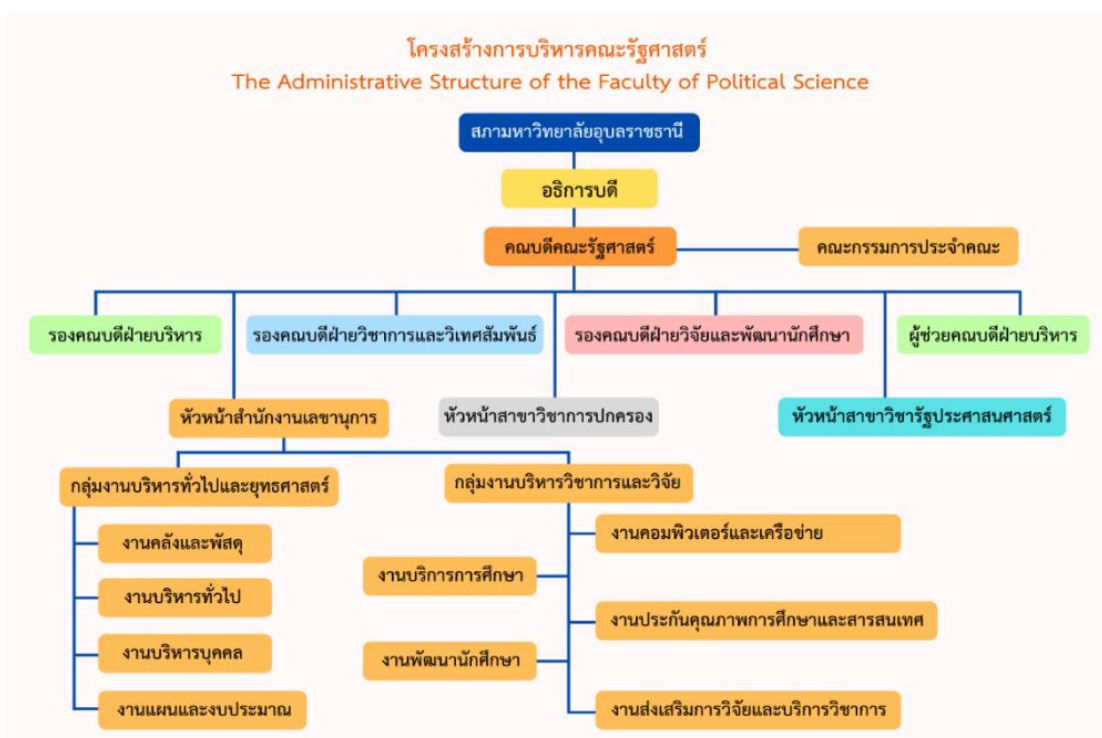 โครงสร้างการบริหารคณะรัฐศาสตร์
The Administrative Structure of the Faculty of Political Science
สภามหาวิทยาลัยอุบลราชธานี
อธิการบดี
คณบดีคณะรัฐศาสตร์
คณะกรรมการประจำคณะ
รองคณบดีฝ่ายบริหาร
รองคณบดีฝ่ายวิชาการและวิเทศสัมพันธ์
รองคณบดีฝ่ายวิจัยและพัฒนานักศึกษา
ผู้ช่วยคณบดีฝ่ายบริหาร
หัวหน้าสำนักงานเลขานุการ
หัวหน้าสาขาวิชาการปกครอง
หัวหน้าสาขาวิชารัฐประศาสนศาสตร์
กลุ่มงานบริหารทั่วไปและยุทธศาสตร์
กลุ่มงานบริหารวิชาการและวิจัย
งานคลังและพัสดุ
งานบริหารทั่วไป
งานบริหารบุคคล
งานแผนและงบประมาณ
งานคอมพิวเตอร์และเครือข่าย
งานบริการการศึกษา
งานประกันคุณภาพการศึกษาและสารสนเทศ
งานพัฒนานักศึกษา
งานส่งเสริมการวิจัยและบริการวิชาการ